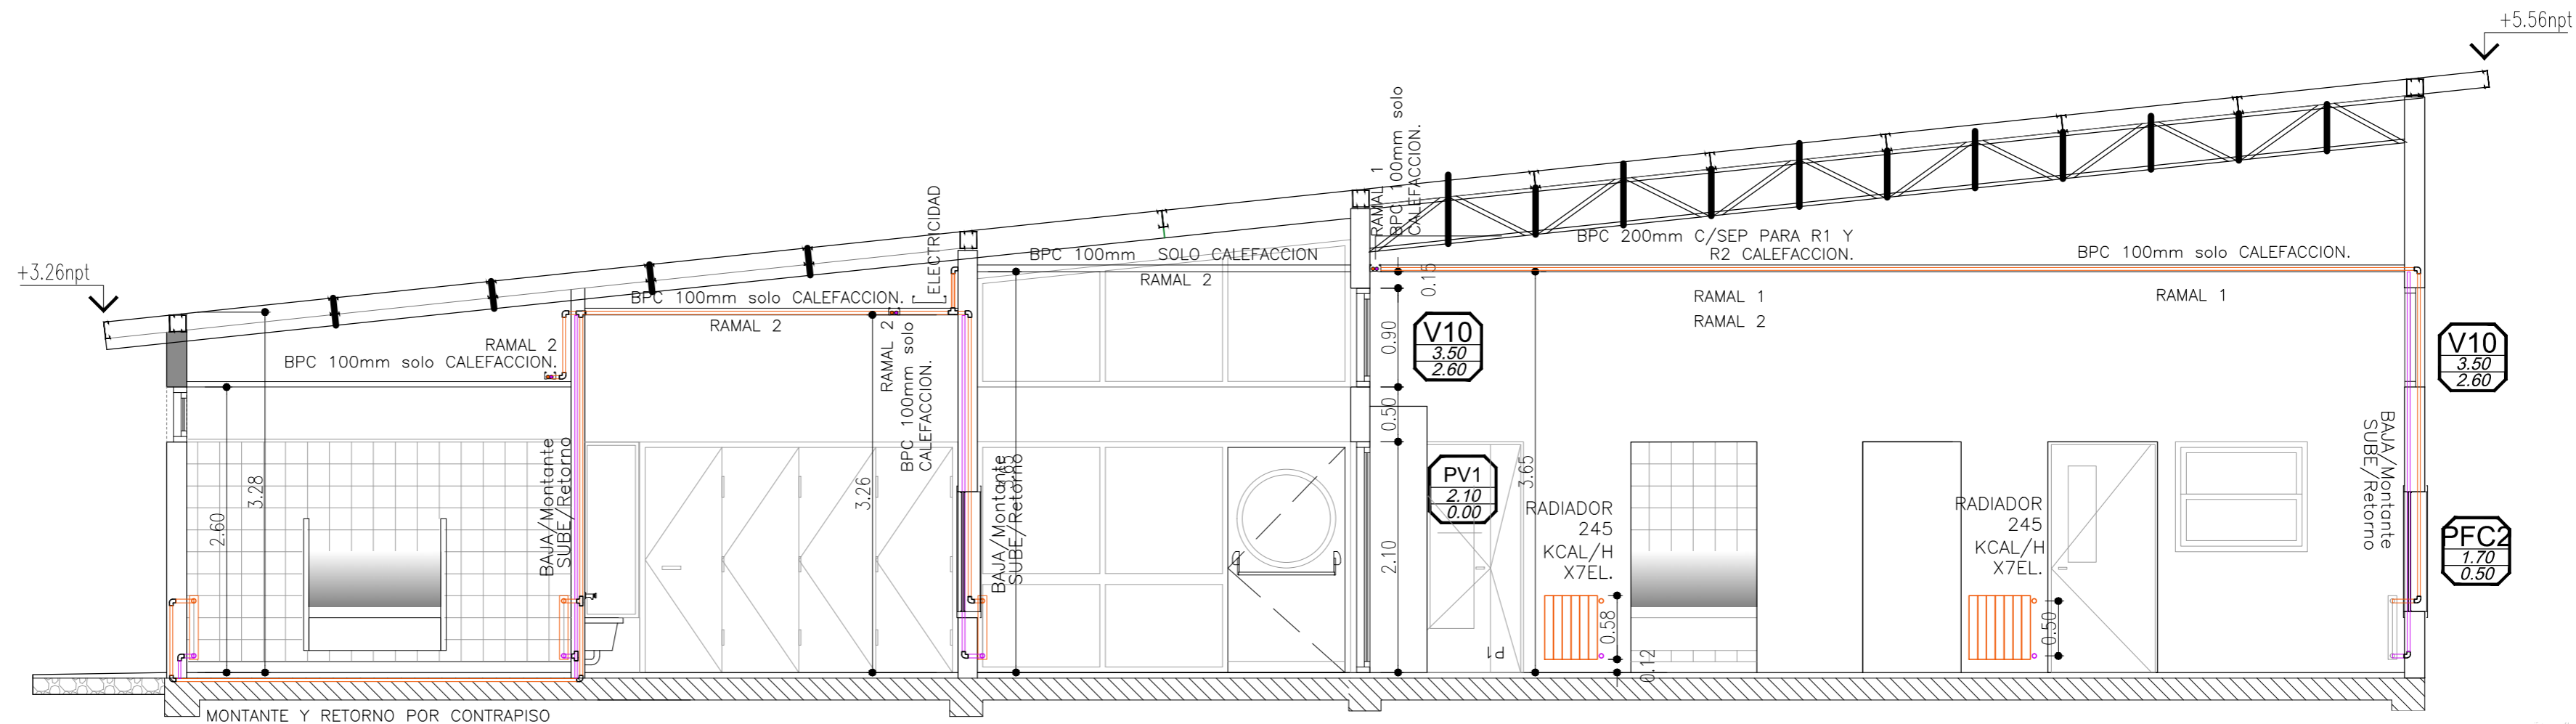 +5.56npt
+3.26npt
ELECTRICIDAD
RAMAL 1
BPC 100mm solo
CALEFACCION.
BPC 100mm SOLO CALEFACCION
RAMAL 2
BPC 200mm C/SEP PARA R1 Y
R2 CALEFACCION.
BPC 100mm solo CALEFACCION.
RAMAL 1
RAMAL 2
RAMAL 1
BPC 100mm solo CALEFACCION.
RAMAL 2
RAMAL 2
BPC 100mm solo CALEFACCION.
RAMAL 2
BPC 100mm solo
CALEFACCION.
0.15
0.90
0.50
2.10
V10
3.50
2.60
V10
3.50
2.60
PV1
2.10
0.00
PFC2
1.70
0.50
2.60
3.28
3.26
3.65
3.65
BAJA/Montante
SUBE/Retorno
BAJA/Montante
SUBE/Retorno
BAJA/Montante
SUBE/Retorno
RADIADOR
245
KCAL/H
X7EL.
RADIADOR
245
KCAL/H
X7EL.
0.58
0.12
0.50
P1
MONTANTE Y RETORNO POR CONTRAPISO